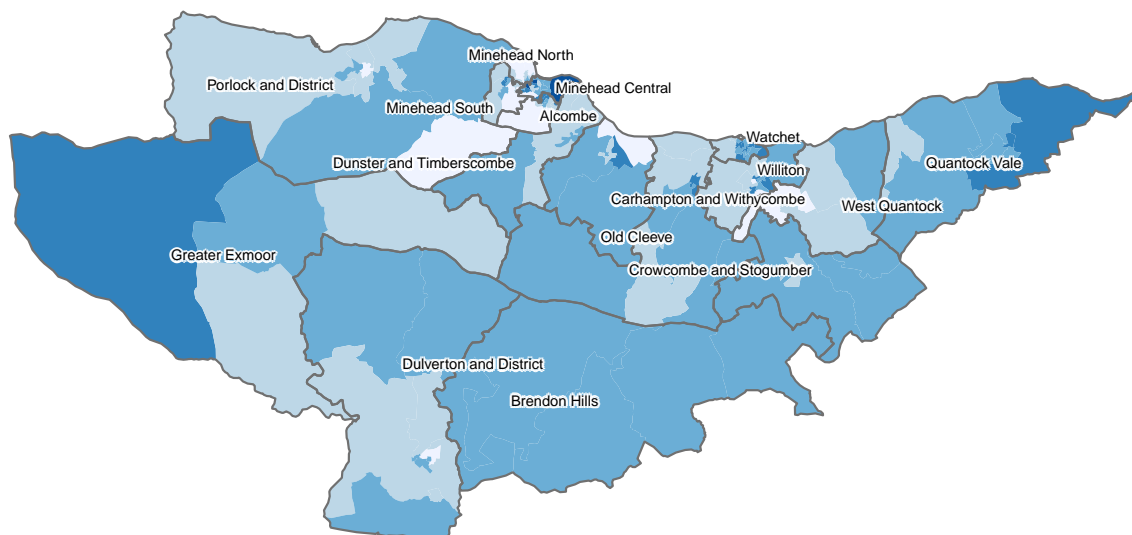 Minehead North
Porlock and District
Minehead Central
Minehead South
Alcombe
Watchet
Dunster and Timberscombe
Williton
Quantock Vale
Carhampton and Withycombe
West Quantock
Old Cleeve
Greater Exmoor
Crowcombe and Stogumber
Dulverton and District
Brendon Hills